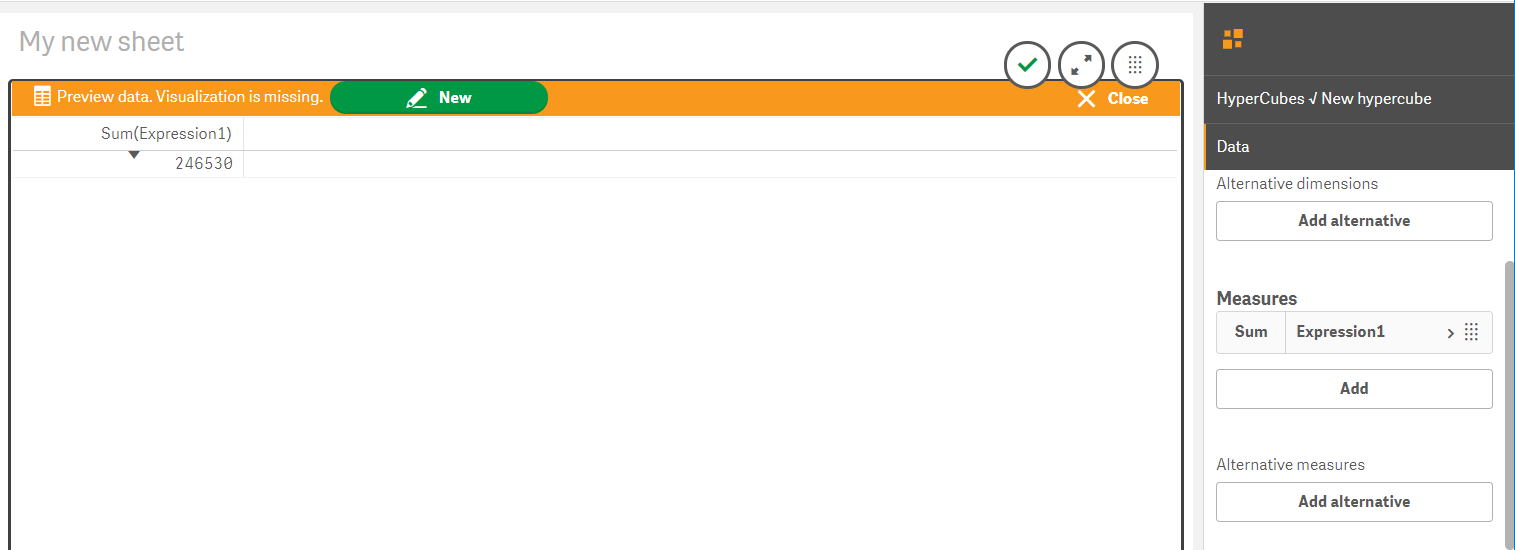 My new sheet
Preview data. Visualization is missing.
New
Close
Sum(Expression1)
246530
HyperCubes √ New hypercube
Data
Alternative dimensions
Add alternative
Measures
Sum Expression1
Add
Alternative measures
Add alternative